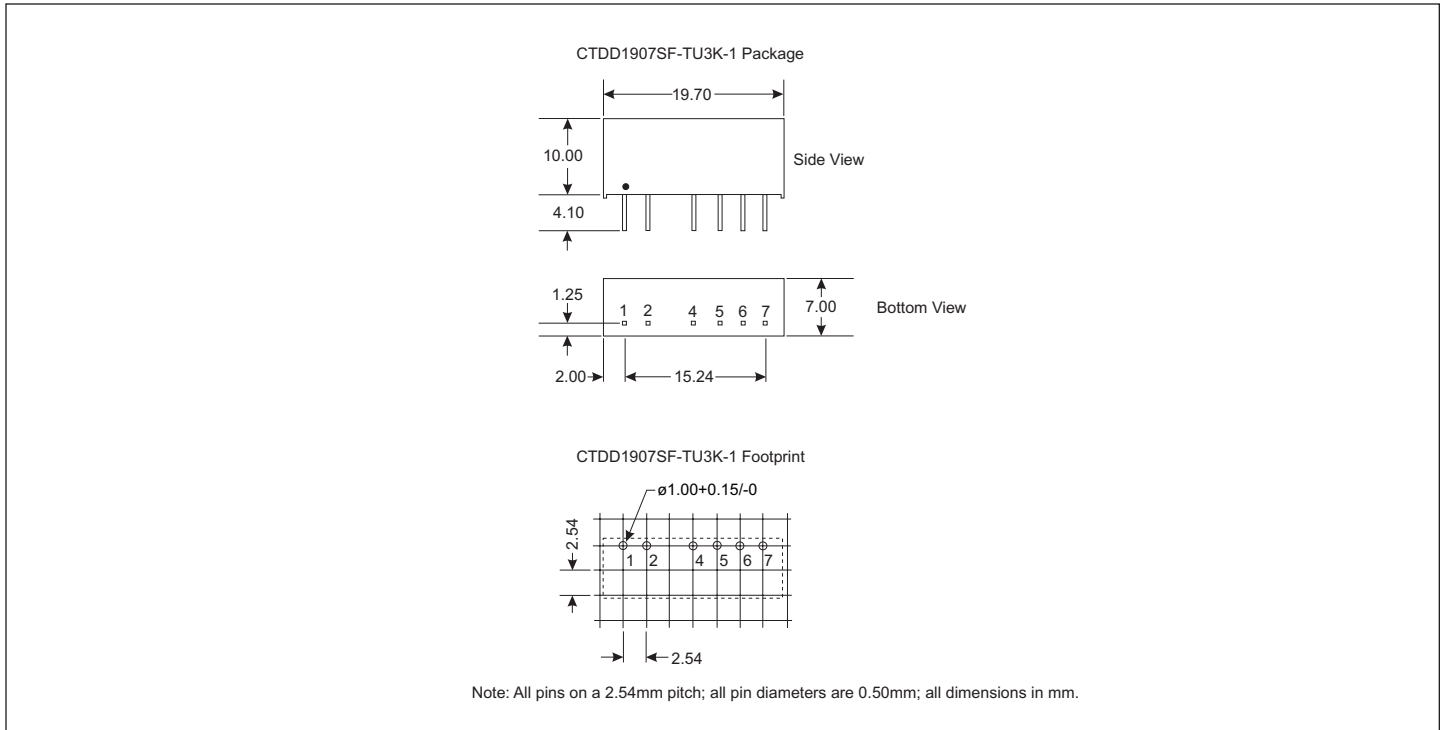 CTDD1907SF-TU3K-1 Package
19.70
10.00
Side View
4.10
1.25
1 2 4 5 6 7
7.00
Bottom View
2.00
15.24
CTDD1907SF-TU3K-1 Footprint
ø1.00+0.15/-0
2.54
1 2 4 5 6 7
2.54
Note: All pins on a 2.54mm pitch; all pin diameters are 0.50mm; all dimensions in mm.